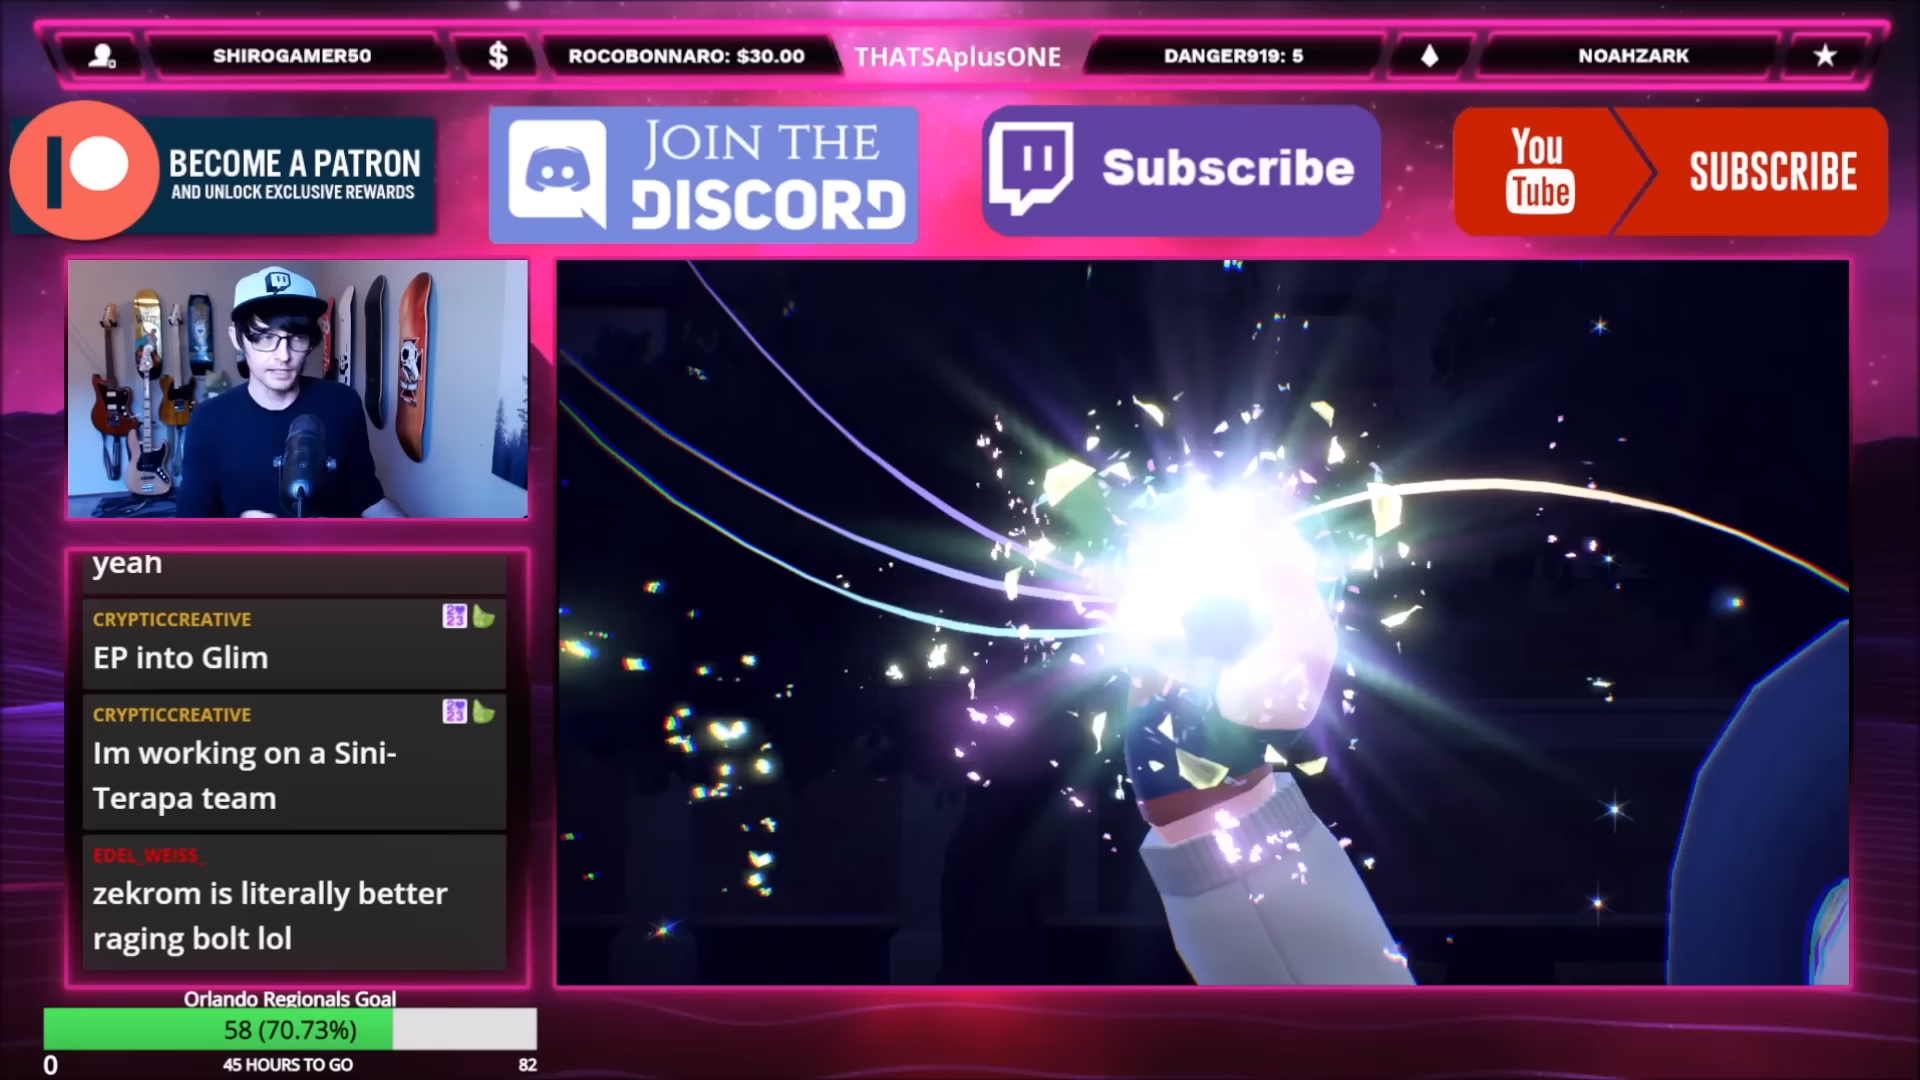 SHIROGAMER50
$
ROCOBONNARO: $30.00
THATSAplusONE
DANGER919: 5
NOAHZARK
BECOME A PATRON
AND UNLOCK EXCLUSIVE REWARDS
JOIN THE
DISCORD
Subscribe
You
Tube
SUBSCRIBE
yeah
CRYPTICCREATIVE
EP into Glim
CRYPTICCREATIVE
Im working on a Sini-
Terapa team
EDEL_WEISS_
zekrom is literally better
raging bolt lol
Orlando Regionals Goal
58 (70.73%)
0
45 HOURS TO GO
82